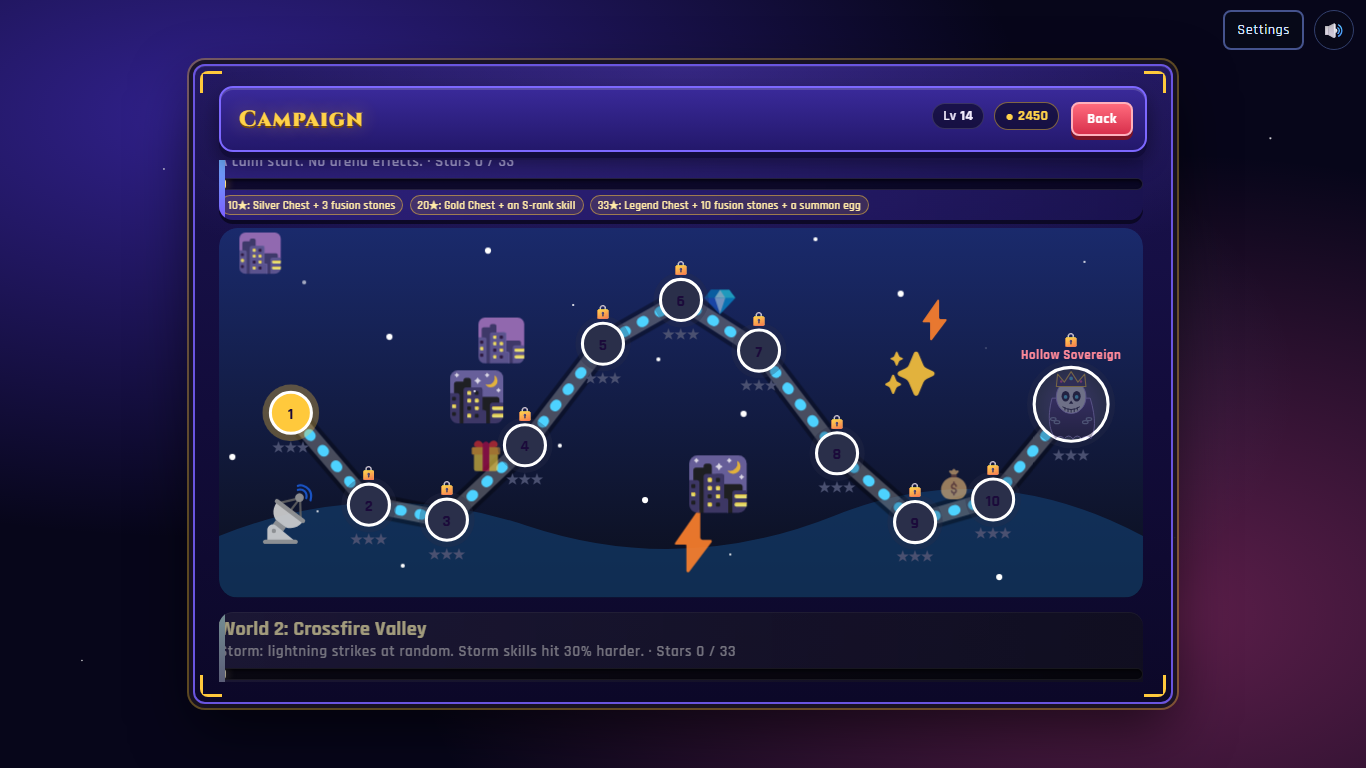 Settings
Campaign
Lv 14
2450
Back
A calm start. No arena effects. · Stars 0 / 33
10★: Silver Chest + 3 fusion stones
20★: Gold Chest + an S-rank skill
33★: Legend Chest + 10 fusion stones + a summon egg
6
5
7
Hollow Sovereign
1
4
8
2
3
9
10
World 2: Crossfire Valley
Storm: lightning strikes at random. Storm skills hit 30% harder. · Stars 0 / 33